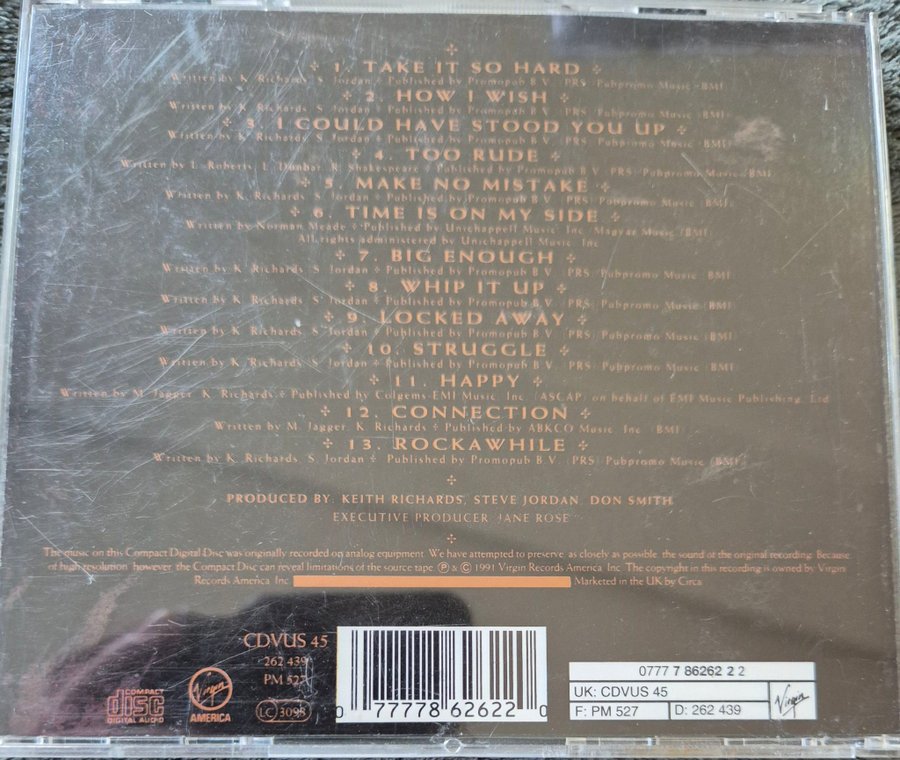 1. TAKE IT SO HARD
Written by K. Richards/S. Jordan + Published by Promopub B.V. (PRS)/Pubpromo Music (BMI)
2. HOW I WISH
Written by K. Richards/S. Jordan + Published by Promopub B.V. (PRS)/Pubpromo Music (BMI)
3. I COULD HAVE STOOD YOU UP
Written by K. Richards/S. Jordan + Published by Promopub B.V. (PRS)/Pubpromo Music (BMI)
4. TOO RUDE
Written by L. Roberts/L. Dunbar/R. Shakespeare + Published by Promopub B.V. (PRS)/Pubpromo Music (BMI)
5. MAKE NO MISTAKE
Written by K. Richards/S. Jordan + Published by Promopub B.V. (PRS)/Pubpromo Music (BMI)
6. TIME IS ON MY SIDE
Written by Norman Meade + Published by Unichappell Music Inc/Magyar Music (BMI)
All rights administered by Unichappell Music Inc
7. BIG ENOUGH
Written by K. Richards/S. Jordan + Published by Promopub B.V. (PRS)/Pubpromo Music (BMI)
8. WHIP IT UP
Written by K. Richards/S. Jordan + Published by Promopub B.V. (PRS)/Pubpromo Music (BMI)
9. LOCKED AWAY
Written by K. Richards/S. Jordan + Published by Promopub B.V. (PRS)/Pubpromo Music (BMI)
10. STRUGGLE
Written by K. Richards/S. Jordan + Published by Promopub B.V. (PRS)/Pubpromo Music (BMI)
11. HAPPY
Written by M. Jagger/K. Richards + Published by Colgems-EMI Music, Inc. (ASCAP) on behalf of EMI Music Publishing, Ltd
12. CONNECTION
Written by M. Jagger/K. Richards + Published by ABKCO Music, Inc. (BMI)
13. ROCKAWHILE
Written by K. Richards/S. Jordan + Published by Promopub B.V. (PRS)/Pubpromo Music (BMI)
PRODUCED BY: KEITH RICHARDS, STEVE JORDAN, DON SMITH
EXECUTIVE PRODUCER: JANE ROSE
The music on this Compact Digital Disc was originally recorded on analog equipment. We have attempted to preserve, as closely as possible, the sound of the original recording. Because
of high resolution, however, the Compact Disc can reveal limitations of the source tape. ℗ & © 1991 Virgin Records America Inc. The copyright in this recording is owned by Virgin
Records America Inc. Marketed in the UK by Circa
CDVUS 45
262 439
PM 527
LC 3098
COMPACT disc DIGITAL AUDIO
Virgin AMERICA
0 77778 62622 0
0777 7 86262 2 2
UK: CDVUS 45
F: PM 527 D: 262 439
Virgin